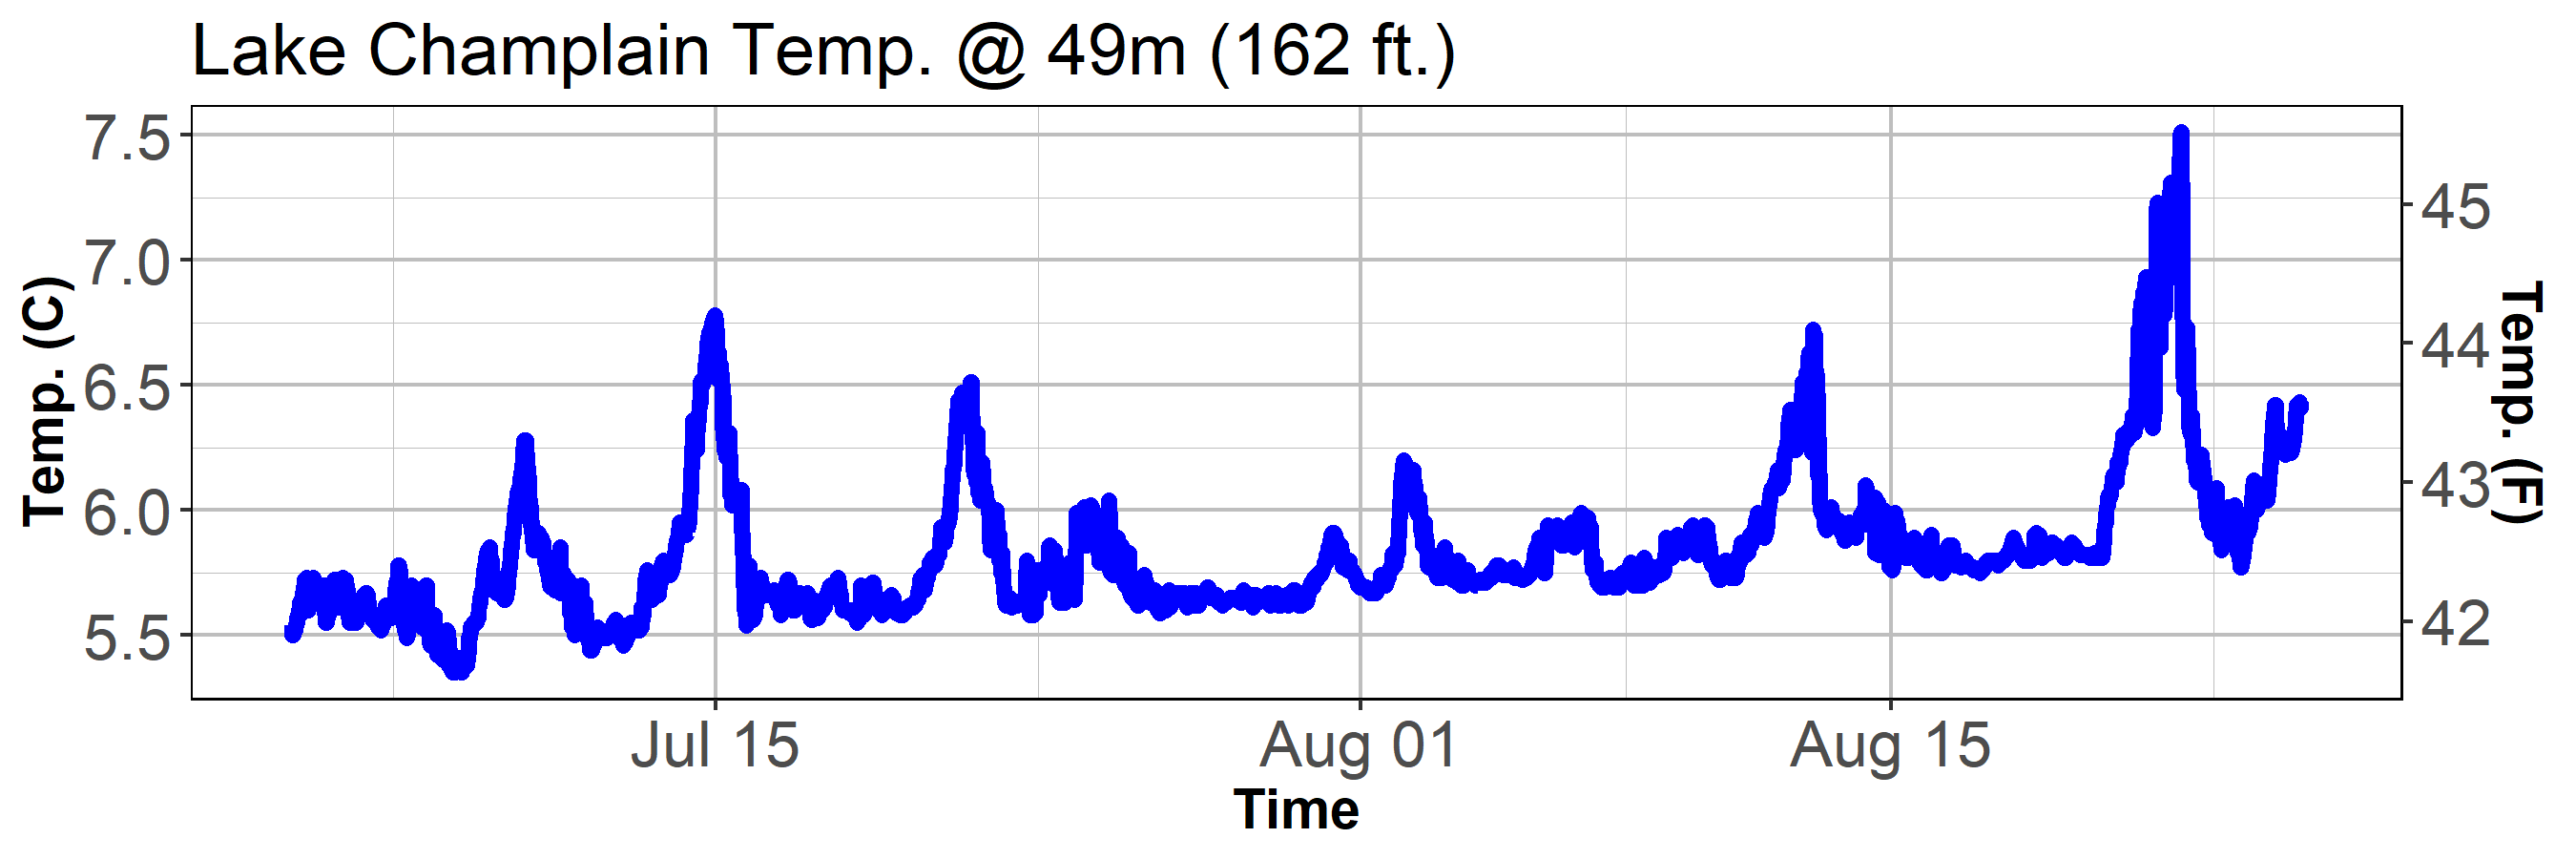 Lake Champlain Temp. @ 49m (162 ft.)
7.5
7.0
6.5
6.0
5.5
Temp. (C)
45
44
43
42
Temp. (F)
Jul 15
Aug 01
Aug 15
Time